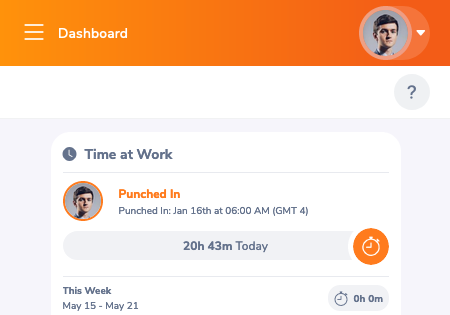 Dashboard
?
Time at Work
Punched In
Punched In: Jan 16th at 06:00 AM (GMT 4)
20h 43m Today
This Week
May 15 - May 21
0h 0m